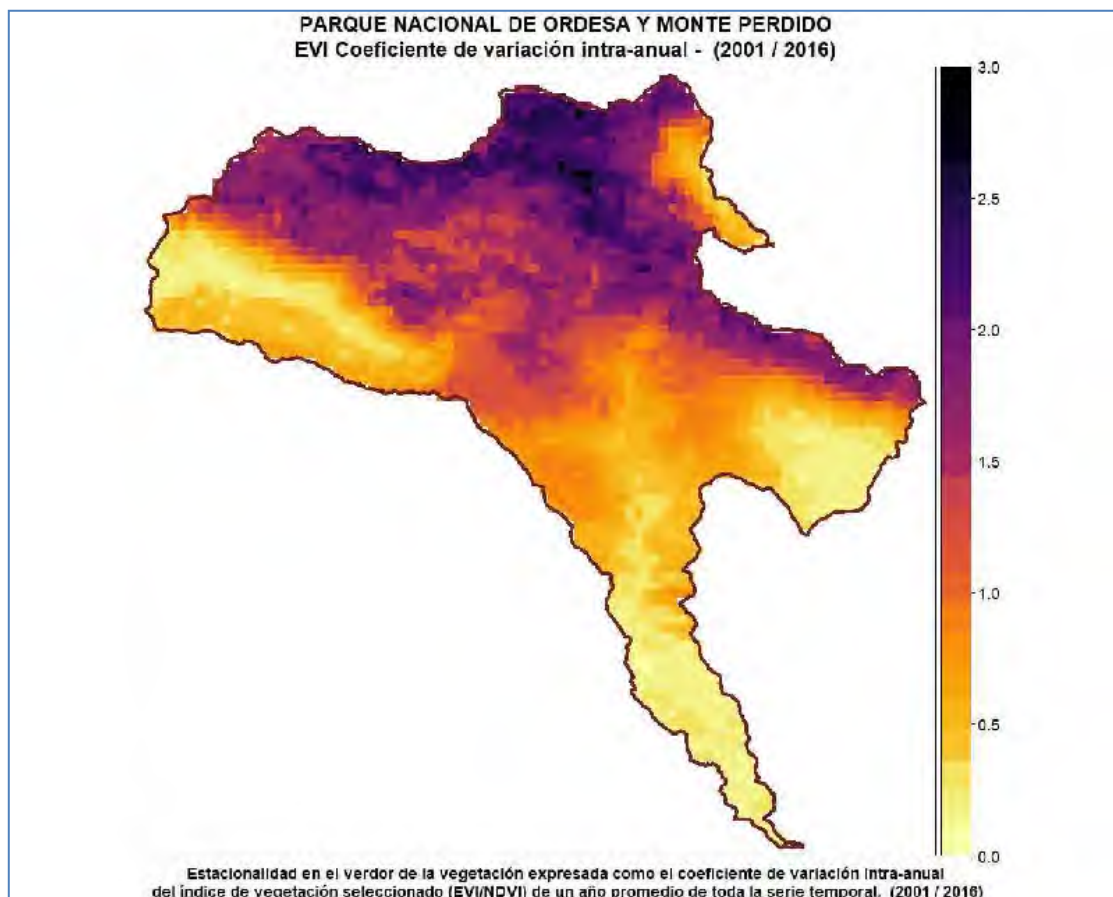 PARQUE NACIONAL DE ORDESA Y MONTE PERDIDO
EVI Coeficiente de variación intra-anual - (2001 / 2016)
3.0
2.5
2.0
1.5
1.0
0.5
0.0
Estacionalidad en el verdor de la vegetación expresada como el coeficiente de variación intra-anual
del índice de vegetación seleccionado (EVI/NDVI) de un año promedio de toda la serie temporal. (2001 / 2016)